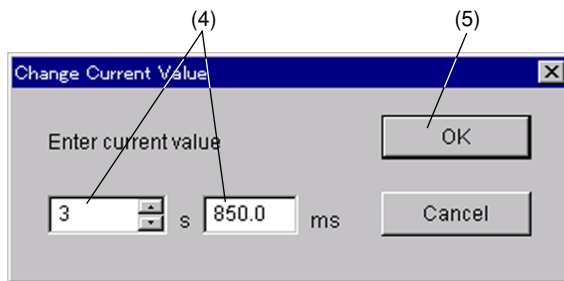 (4) (5)
Change Current Value
Enter current value OK
3 s 850.0 ms Cancel